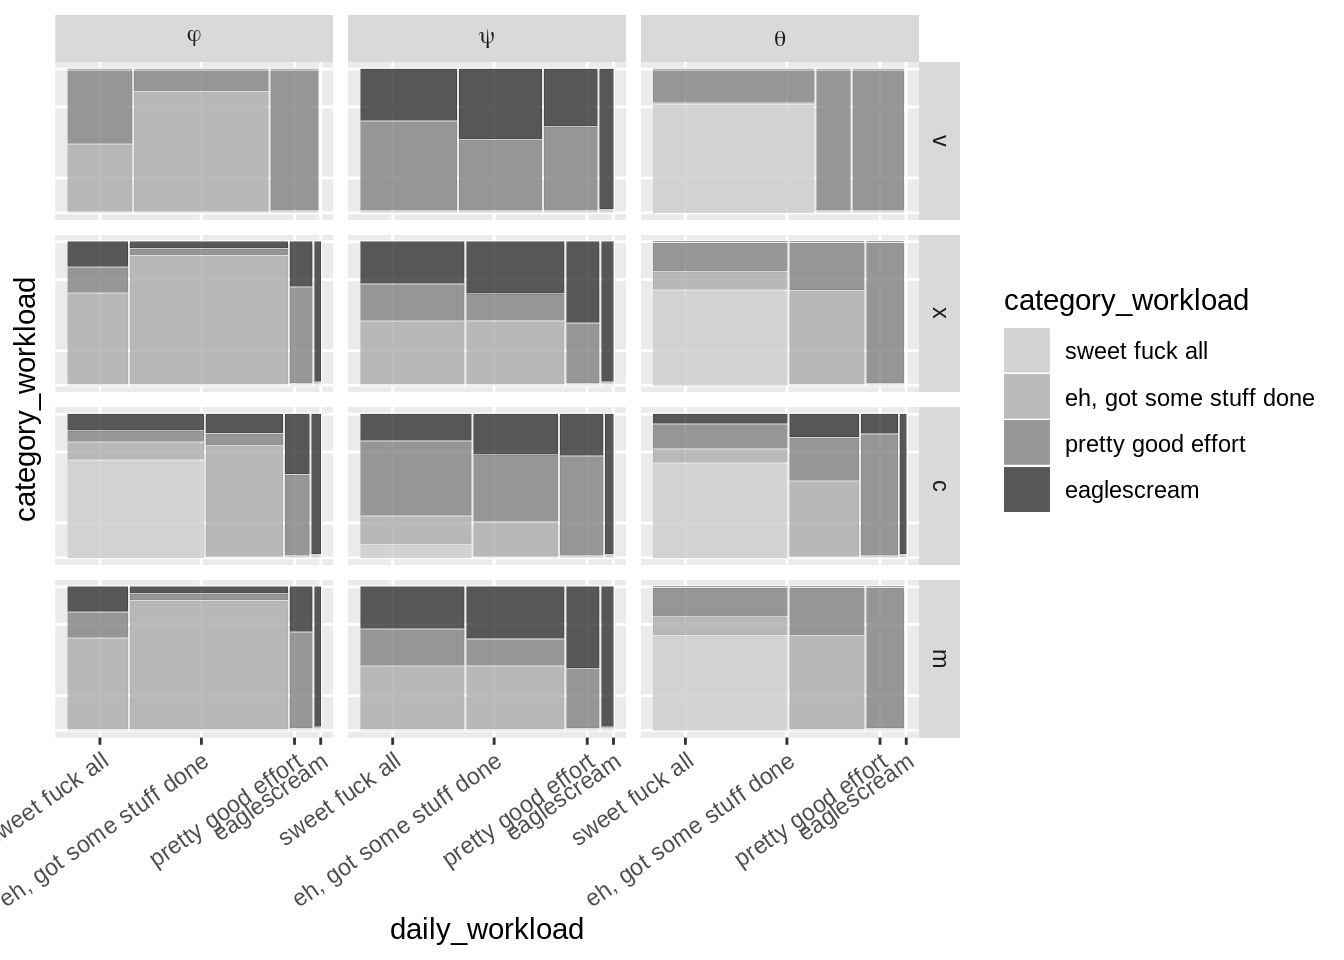 φ ψ θ
v
x
c
m
category_workload
sweet fuck all
eh, got some stuff done
pretty good effort
eaglescream
sweet fuck all
eh, got some stuff done
pretty good effort
eaglescream
sweet fuck all
eh, got some stuff done
pretty good effort
eaglescream
daily_workload
category_workload
sweet fuck all
eh, got some stuff done
pretty good effort
eaglescream